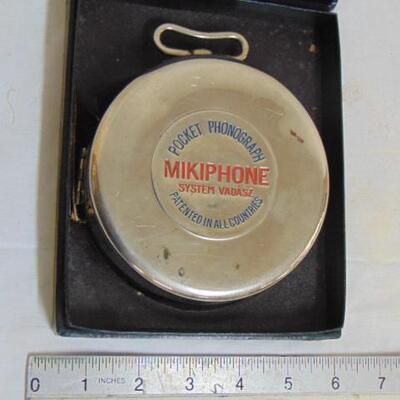 POCKET PHONOGRAPH
MIKIPHONE
SYSTEM VADASZ
PATENTED IN ALL COUNTRIES
0 INCHES 1 2 3 4 5 6 7